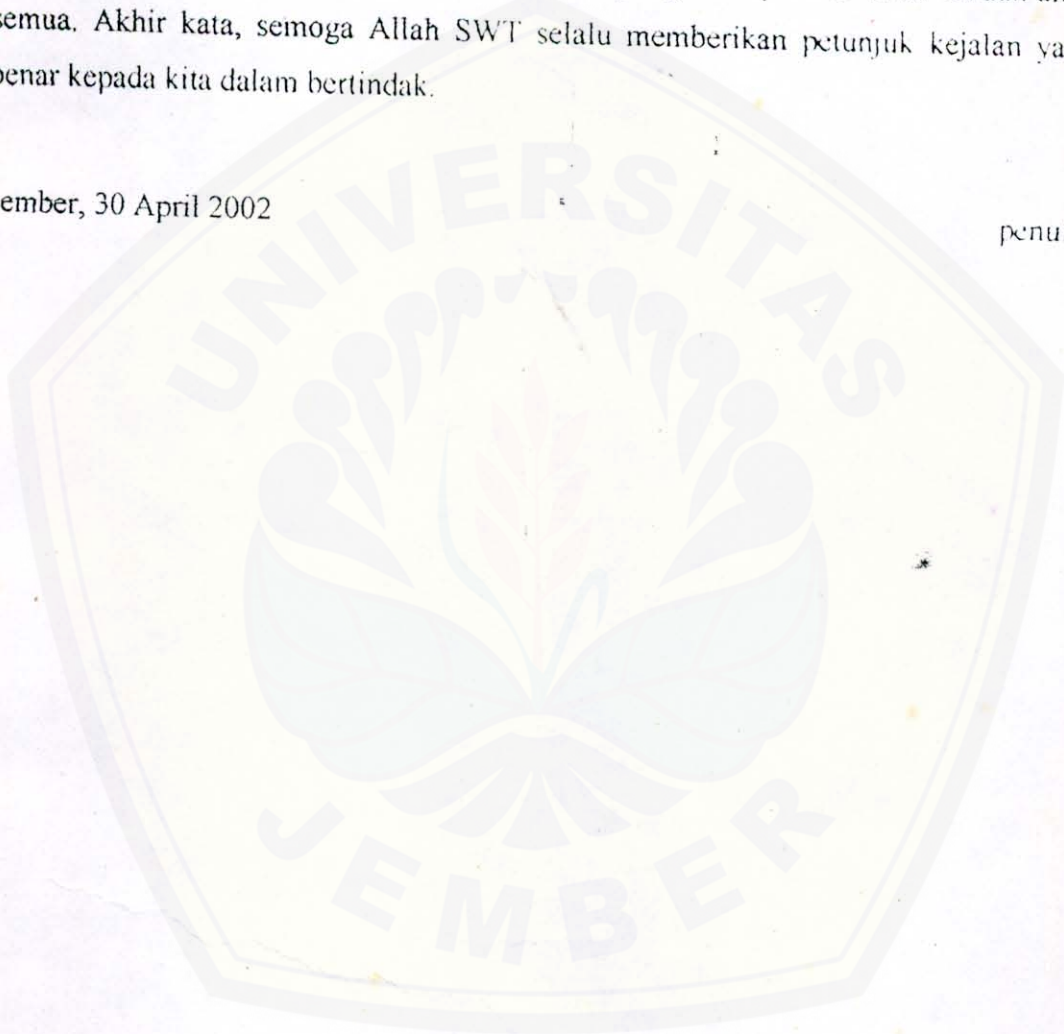 semua. Akhir kata, semoga Allah SWT selalu memberikan petunjuk kejalan ya
benar kepada kita dalam bertindak.
ember, 30 April 2002
penu
UNIVERSITAS
JEMBER